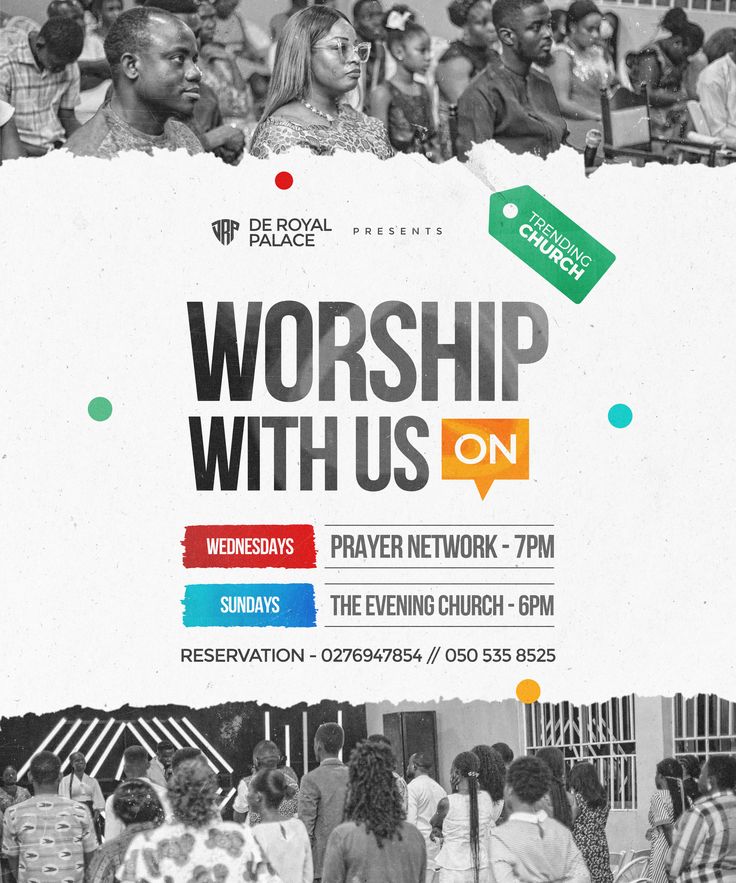 DRP
DE ROYAL
PALACE
PRESENTS
TRENDING
CHURCH
WORSHIP
WITH US
ON
WEDNESDAYS
PRAYER NETWORK - 7PM
SUNDAYS
THE EVENING CHURCH - 6PM
RESERVATION - 0276947854 // 050 535 8525